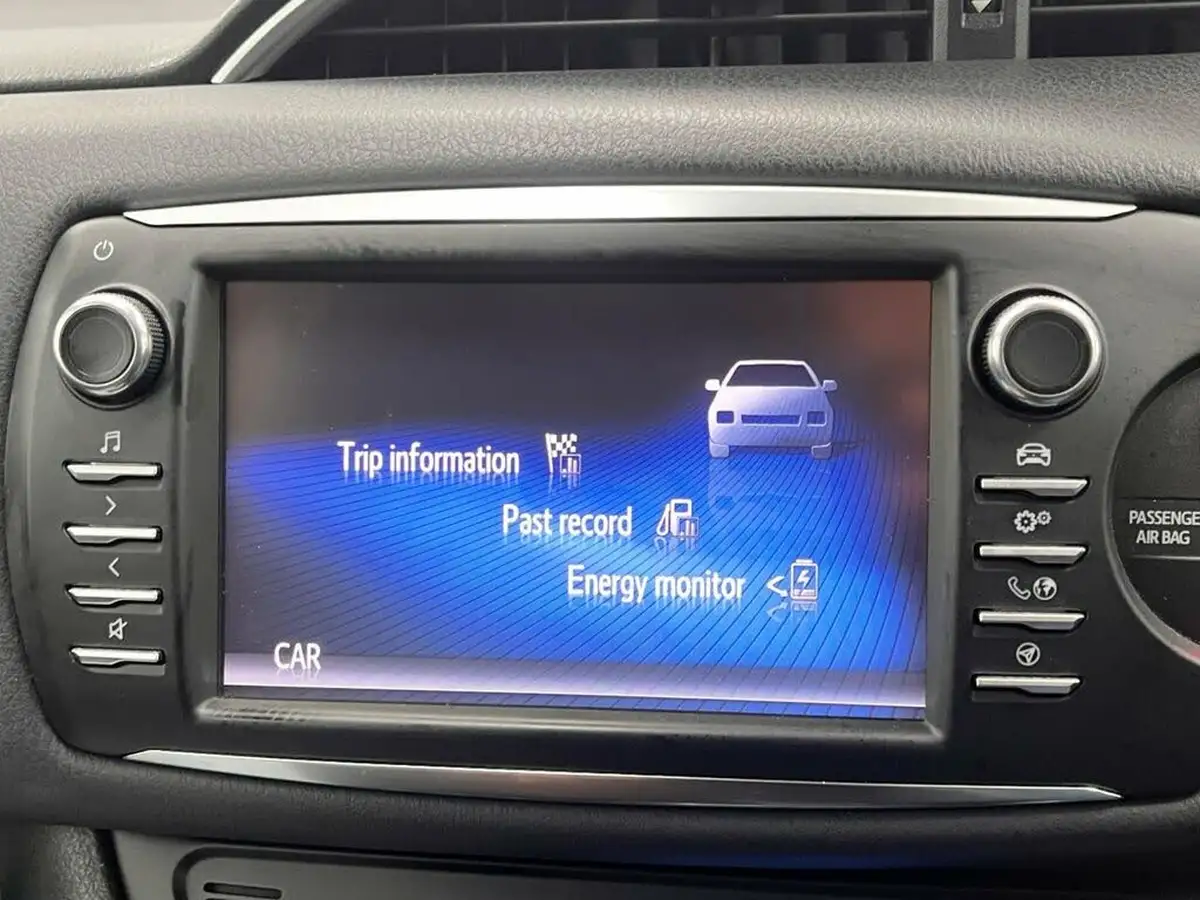 Trip information
Past record
Energy monitor
CAR
PASSENGE
AIR BAG